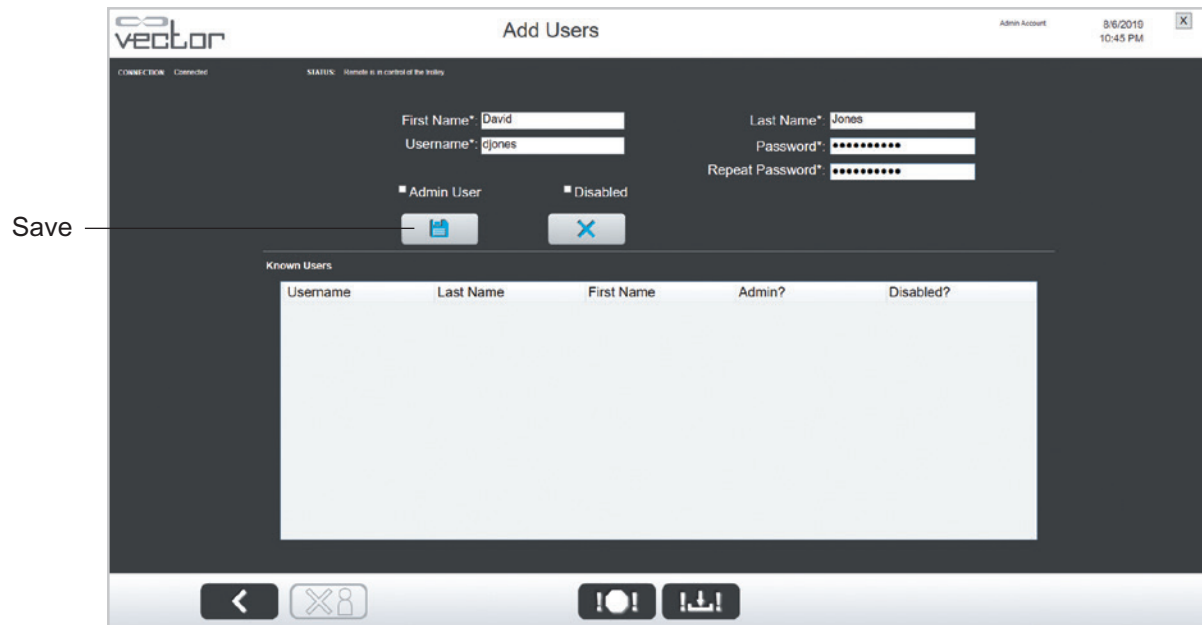 vector
Add Users
Admin Account
8/6/2019
10:45 PM
X
CONNECTION: Connected
STATUS: Remote is in control of the trolley.
First Name*: David
Last Name*: Jones
Username*: djones
Password*: ●●●●●●●●●●
Repeat Password*: ●●●●●●●●●●
Admin User
Disabled
Save
Known Users
Username Last Name First Name Admin? Disabled?
!●! !!